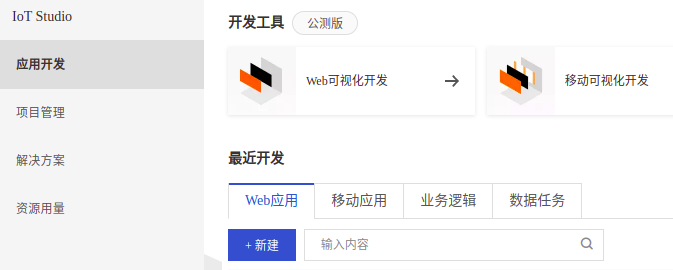 IoT Studio
应用开发
项目管理
解决方案
资源用量
开发工具 公测版
Web可视化开发
移动可视化开发
最近开发
Web应用 移动应用 业务逻辑 数据任务
+ 新建 输入内容